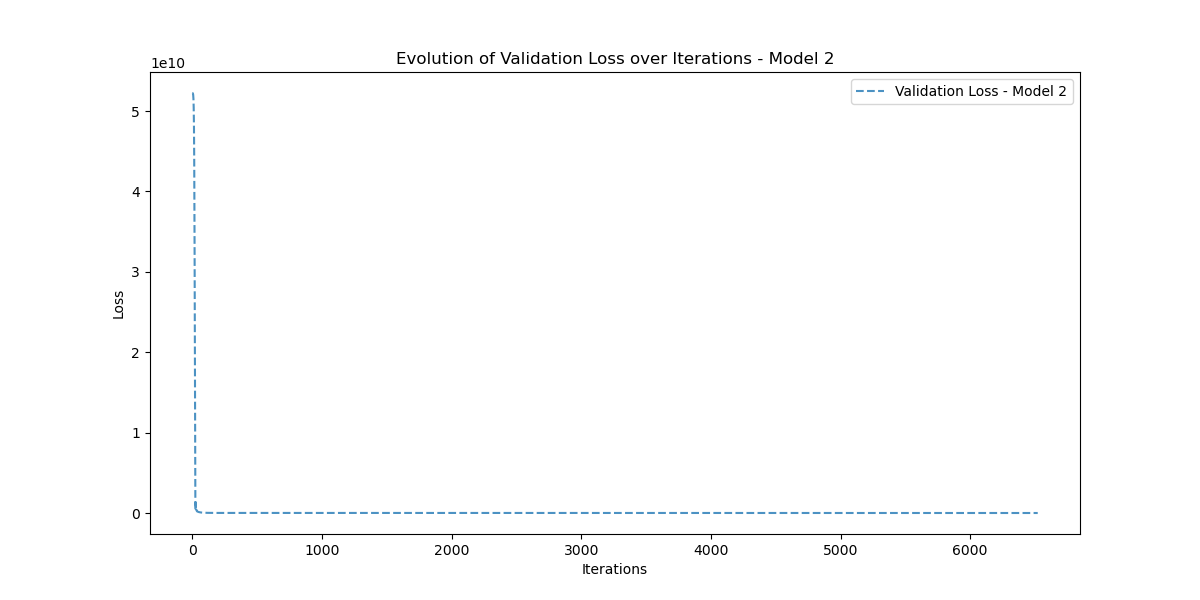 Evolution of Validation Loss over Iterations - Model 2
1e10
Validation Loss - Model 2
5
4
3
2
1
0
Loss
0 1000 2000 3000 4000 5000 6000
Iterations